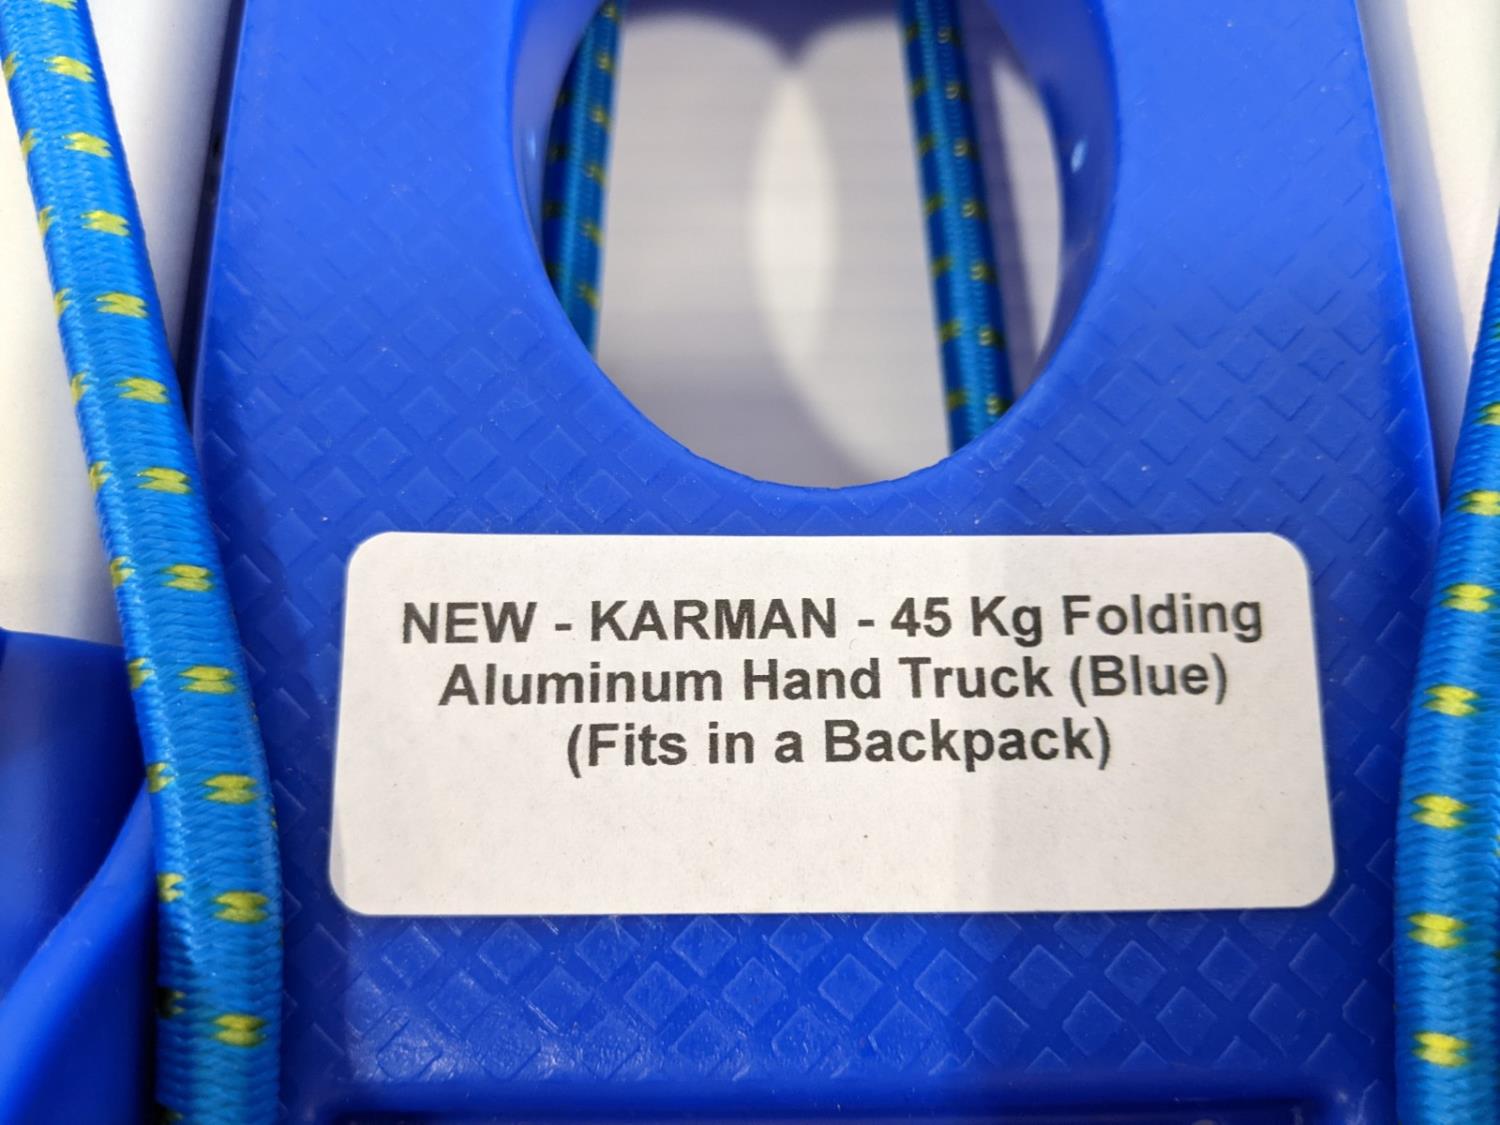 NEW - KARMAN - 45 Kg Folding
Aluminum Hand Truck (Blue)
(Fits in a Backpack)